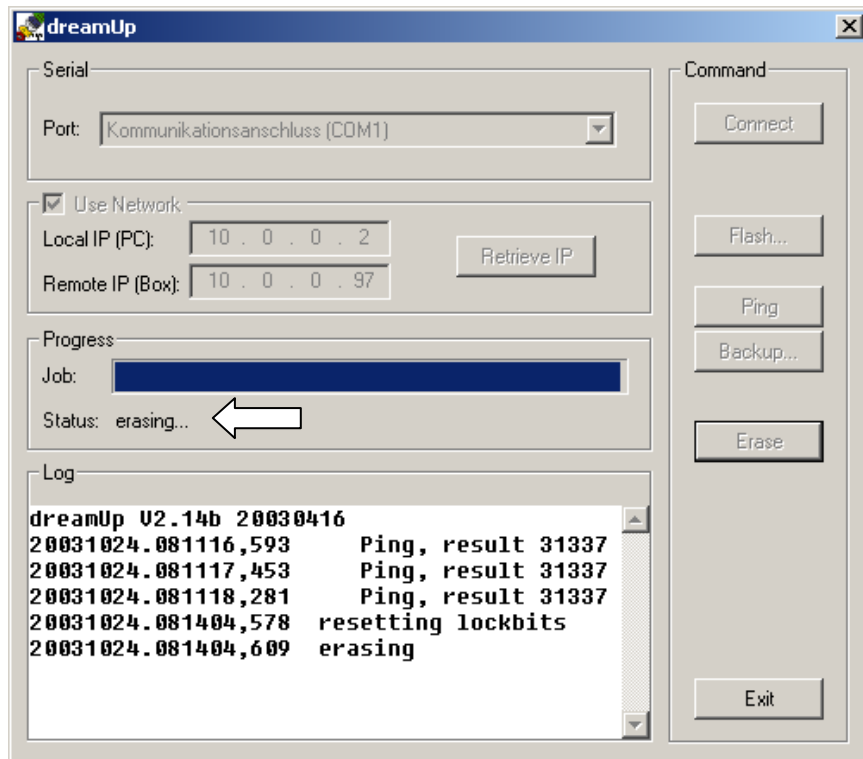 dreamUp
Serial
Port: Kommunikationsanschluss (COM1)
Use Network
Local IP (PC): 10 . 0 . 0 . 2
Retrieve IP
Remote IP (Box): 10 . 0 . 0 . 97
Progress
Job:
Status: erasing...
Log
dreamUp V2.14b 20030416
20031024.081116,593 Ping, result 31337
20031024.081117,453 Ping, result 31337
20031024.081118,281 Ping, result 31337
20031024.081404,578 resetting lockbits
20031024.081404,609 erasing
Command
Connect
Flash...
Ping
Backup...
Erase
Exit